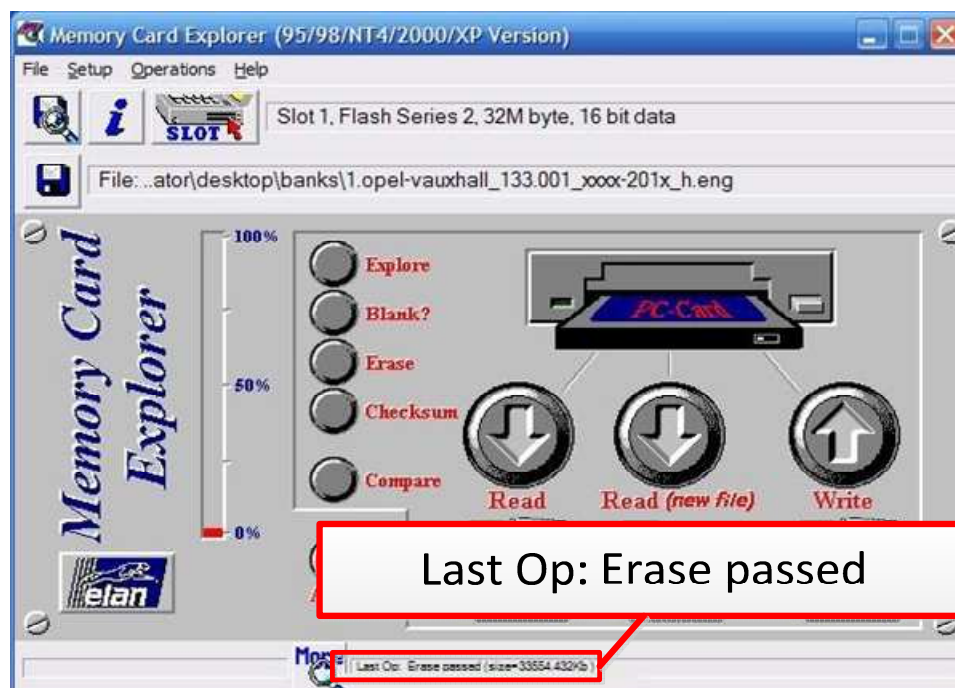 Memory Card Explorer (95/98/NT4/2000/XP Version)
File Setup Operations Help
SLOT
Slot 1, Flash Series 2, 32M byte, 16 bit data
File: ..ator\desktop\banks\1.opel-vauxhall_133.001_xxxx-201x_h.eng
Memory Card
Explorer
100%
50%
0%
Explore
Blank?
Erase
Checksum
Compare
PC-Card
Read
Read (new file)
Write
elan
Last Op: Erase passed
Last Op: Erase passed (size=33554.432Kb)